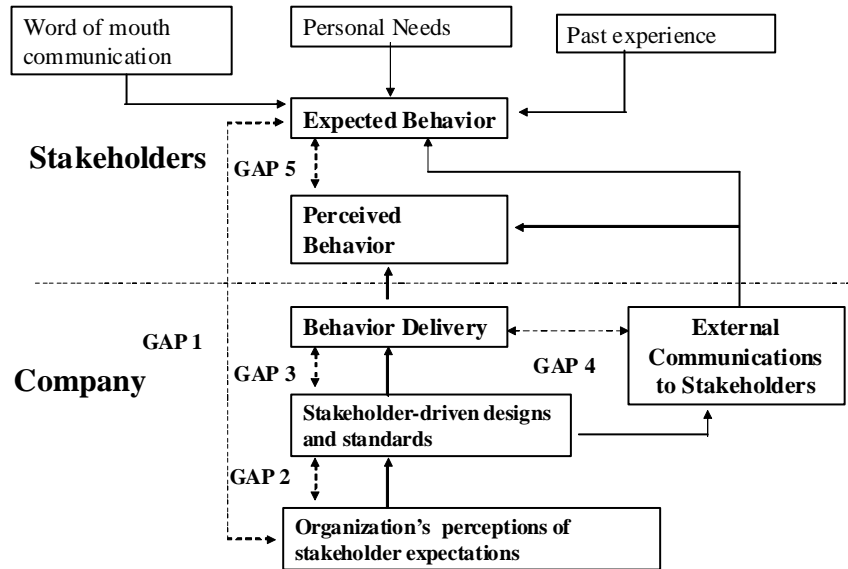 Word of mouth
communication
Personal Needs
Past experience
Expected Behavior
Stakeholders
GAP 5
Perceived
Behavior
GAP 1
Behavior Delivery
External
Communications
to Stakeholders
GAP 4
Company
GAP 3
Stakeholder-driven designs
and standards
GAP 2
Organization's perceptions of
stakeholder expectations